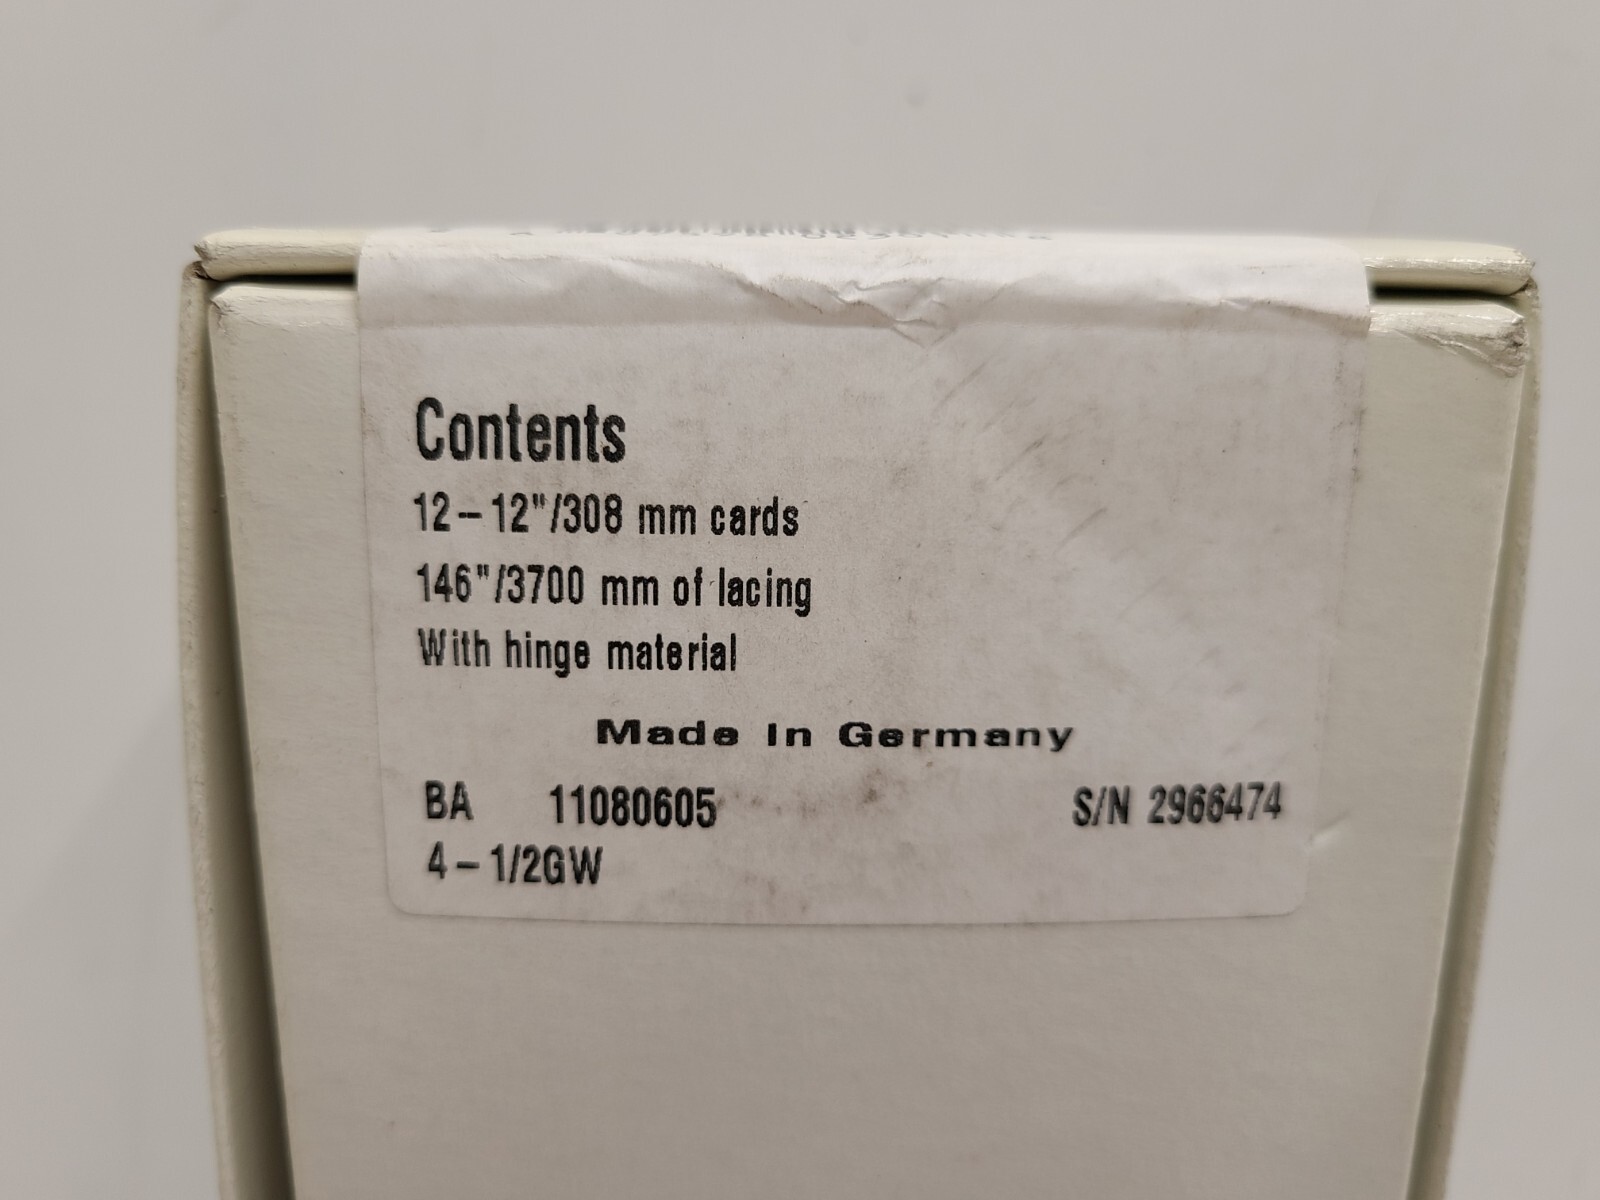 Contents
12–12"/308 mm cards
146"/3700 mm of lacing
With hinge material
Made In Germany
BA 11080605 S/N 2966474
4–1/2GW